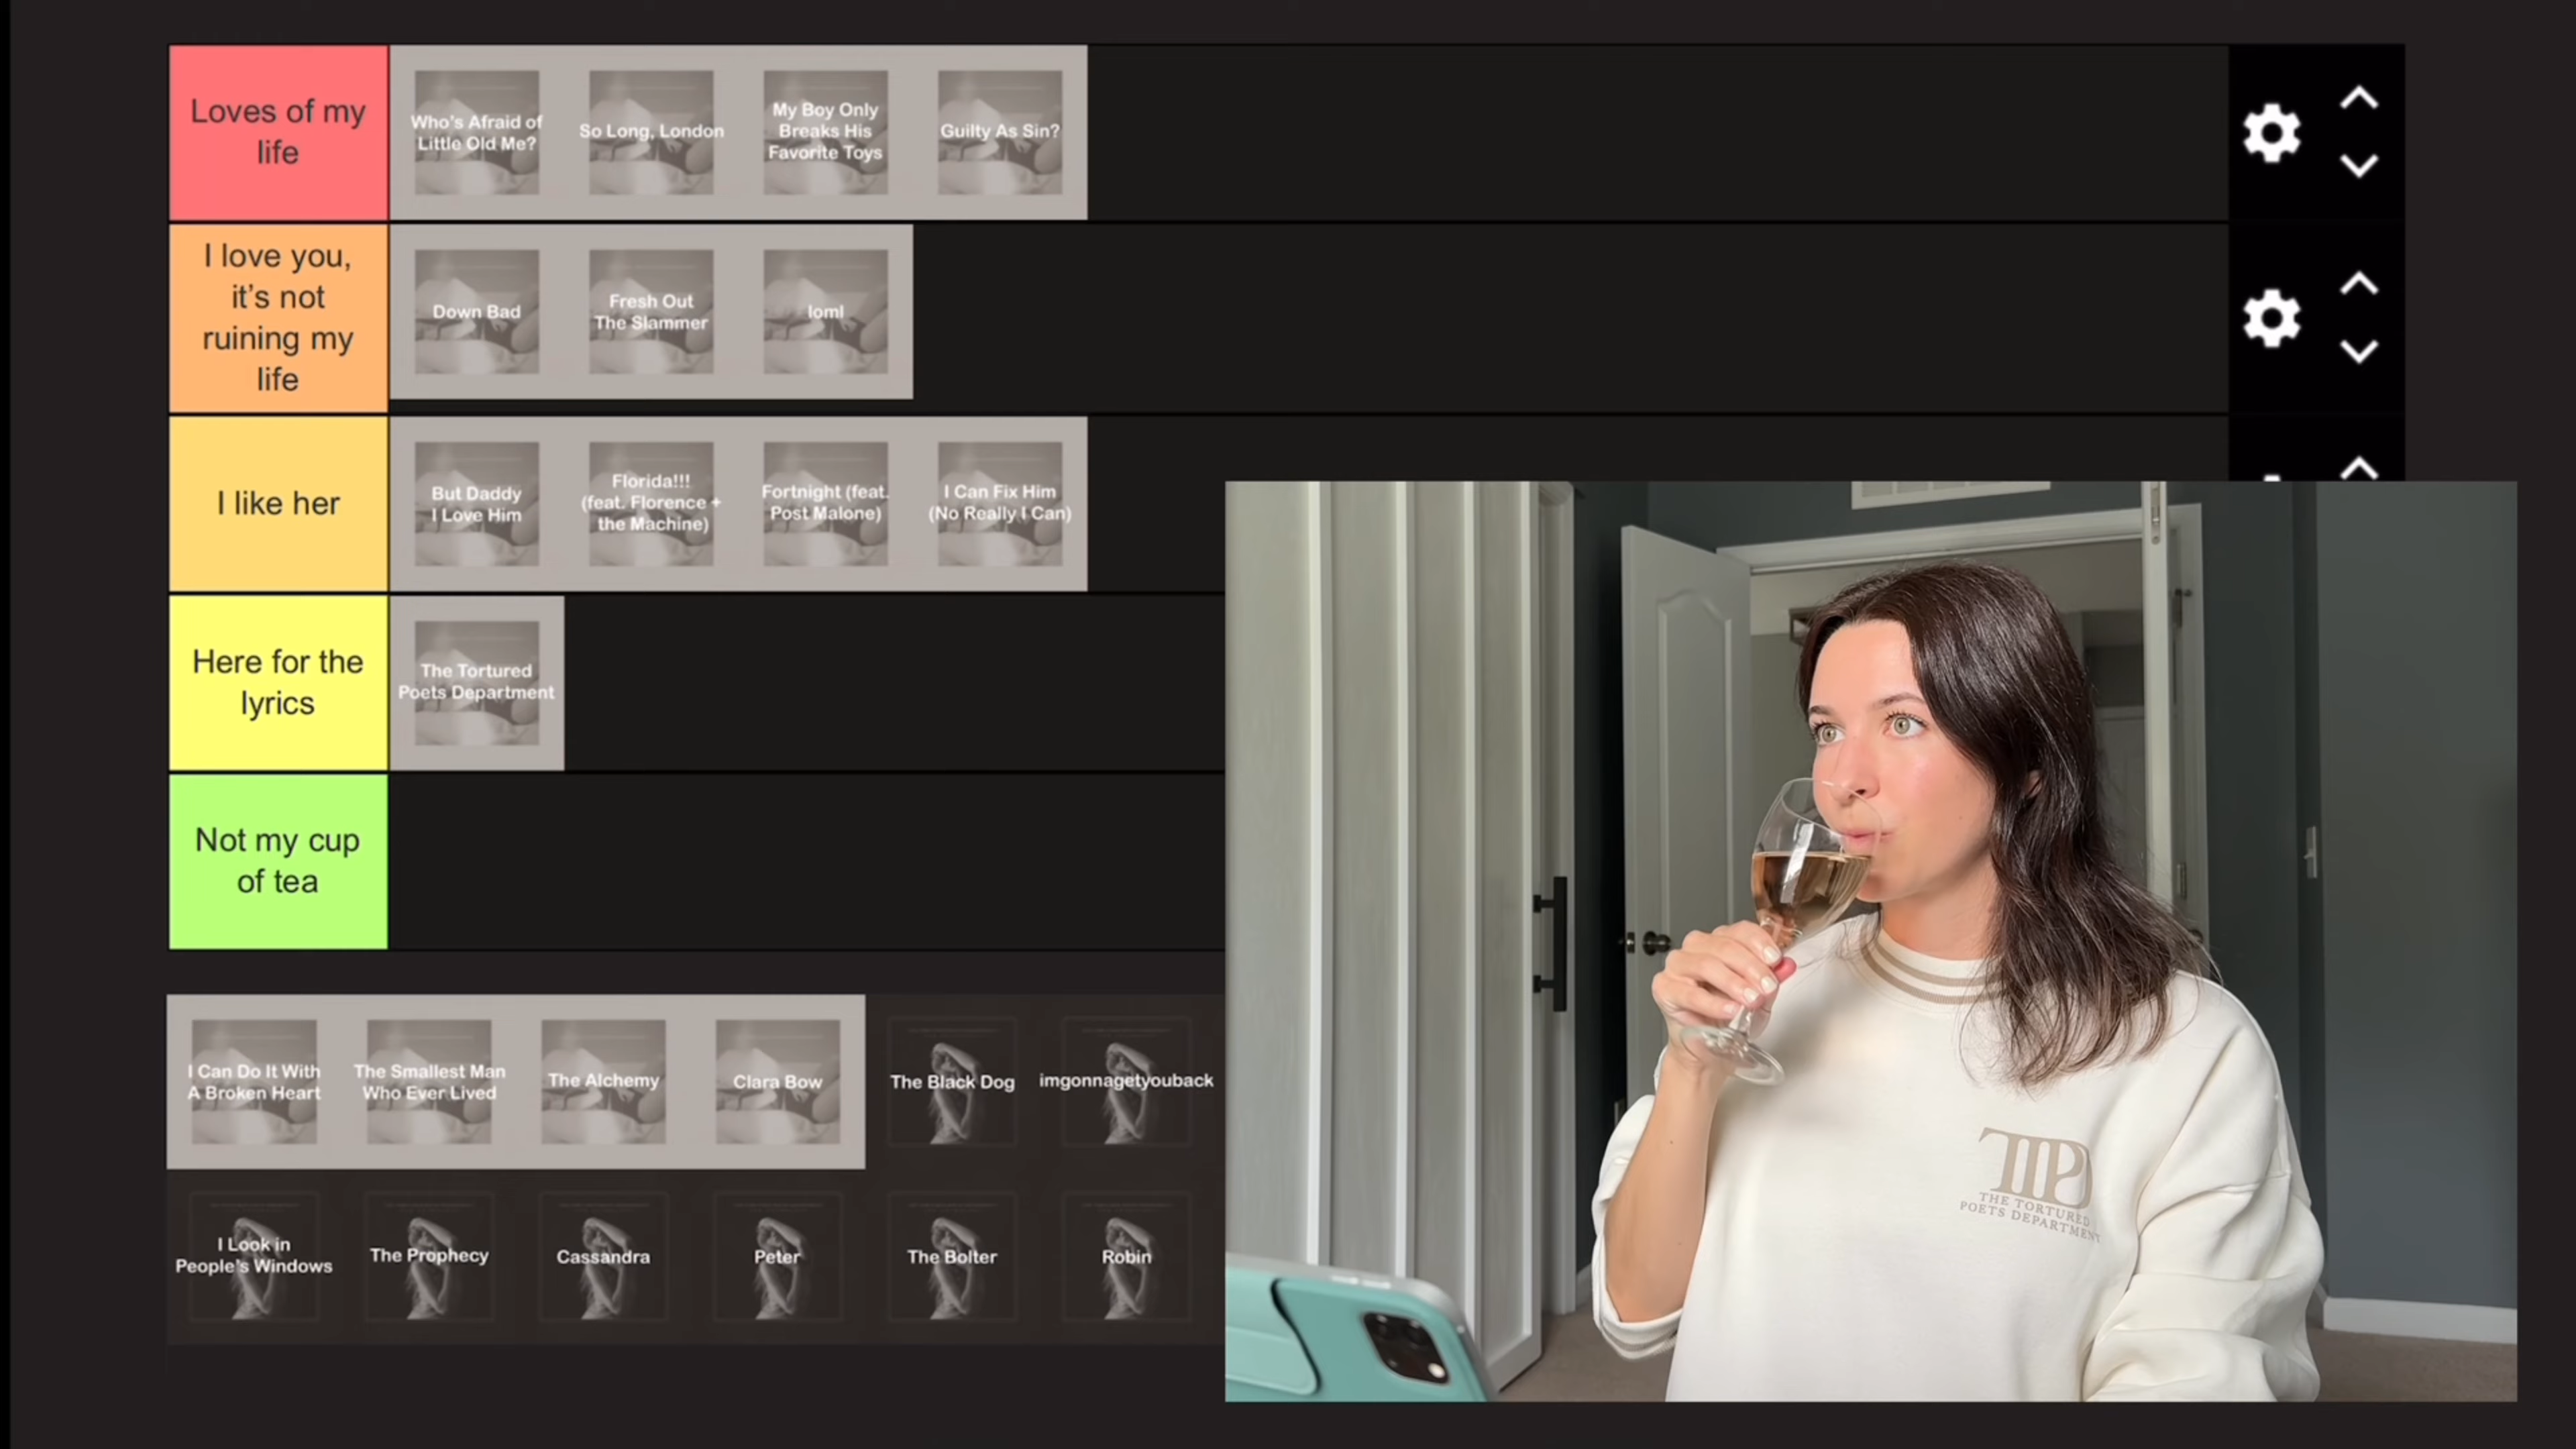 Loves of my
life
Who's Afraid of
Little Old Me?
So Long, London
My Boy Only
Breaks His
Favorite Toys
Guilty As Sin?
I love you,
it's not
ruining my
life
Down Bad
Fresh Out
The Slammer
loml
I like her
But Daddy
I Love Him
Florida!!!
(feat. Florence +
the Machine)
Fortnight (feat.
Post Malone)
I Can Fix Him
(No Really I Can)
Here for the
lyrics
The Tortured
Poets Department
Not my cup
of tea
I Can Do It With
A Broken Heart
The Smallest Man
Who Ever Lived
The Alchemy
Clara Bow
The Black Dog
imgonnagetyouback
I Look in
People's Windows
The Prophecy
Cassandra
Peter
The Bolter
Robin
TTPD
THE TORTURED
POETS DEPARTMENT